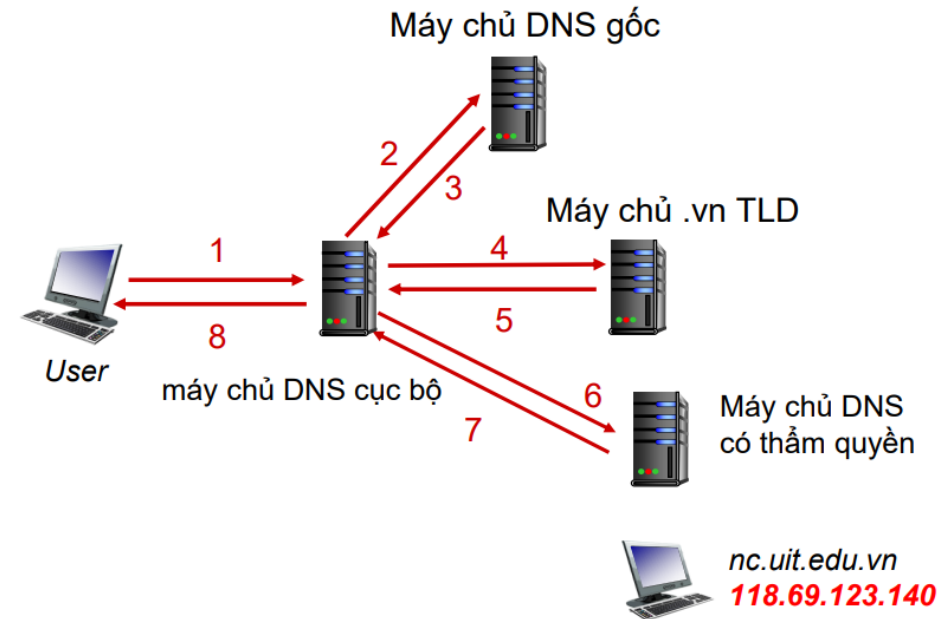 Máy chủ DNS gốc
2
3
Máy chủ .vn TLD
1
4
8
5
User
máy chủ DNS cục bộ
6
7
Máy chủ DNS
có thẩm quyền
nc.uit.edu.vn
118.69.123.140